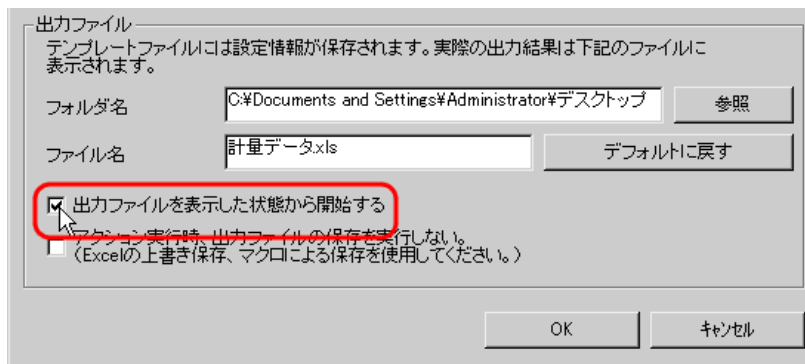 出力ファイル
テンプレートファイルには設定情報が保存されます。実際の出力結果は下記のファイルに
表示されます。
フォルダ名 C:¥Documents and Settings¥Administrator¥デスクトップ 参照
ファイル名 計量データ.xls デフォルトに戻す
出力ファイルを表示した状態から開始する
アクション実行時、出力ファイルの保存を実行しない。
（Excelの上書き保存、マクロによる保存を使用してください。）
OK キャンセル